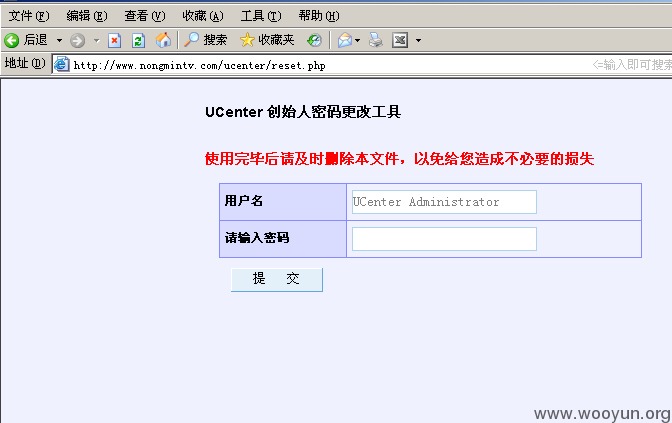 文件(F) 编辑(E) 查看(V) 收藏(A) 工具(T) 帮助(H)
后退 搜索 收藏夹
地址(D) http://www.nongmintv.com/ucenter/reset.php <=输入即可搜索
UCenter 创始人密码更改工具
使用完毕后请及时删除本文件，以免给您造成不必要的损失
用户名 UCenter Administrator
请输入密码
提 交
www.wooyun.org